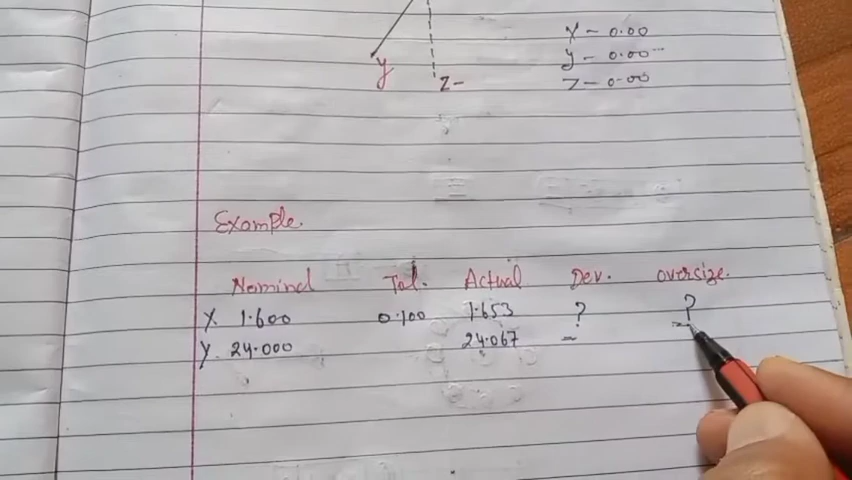 X - 0.00
y - 0.00
y
Z -
Z - 0.00
Example.
Nominal Tol. Actual Dev. oversize.
X. 1.600 0.100 1.653 ? ?
Y. 24.000 24.067 =